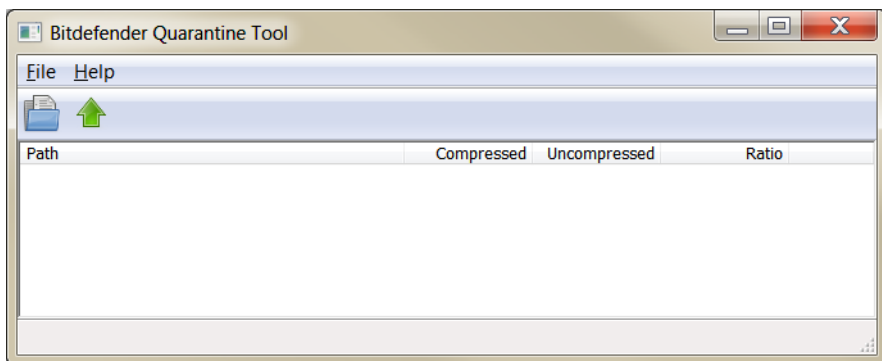 Bitdefender Quarantine Tool
File Help
Path Compressed Uncompressed Ratio